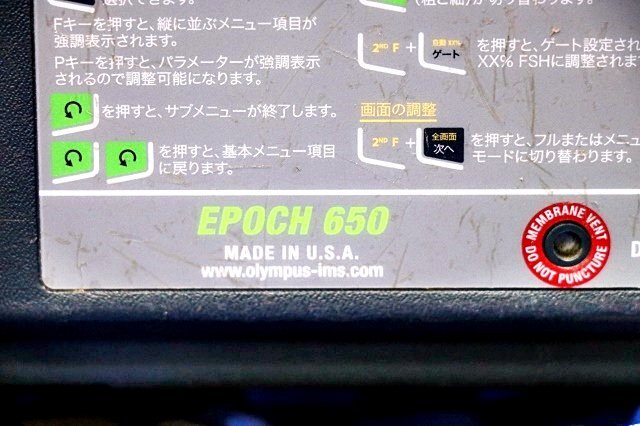 Fキーを押すと、縦に並ぶメニュー項目が
強調表示されます。
Pキーを押すと、パラメーターが強調表示
されるので調整可能になります。
を押すと、サブメニューが終了します。
を押すと、基本メニュー項目
に戻ります。
2ND F + 自動 XX%
ゲート
を押すと、ゲート設定され
XX% FSHに調整されま
画面の調整
2ND F + 全画面
次へ
を押すと、フルまたはメニュ
モードに切り替わります。
EPOCH 650
MADE IN U.S.A.
www.olympus-ims.com
MEMBRANE VENT
DO NOT PUNCTURE
D